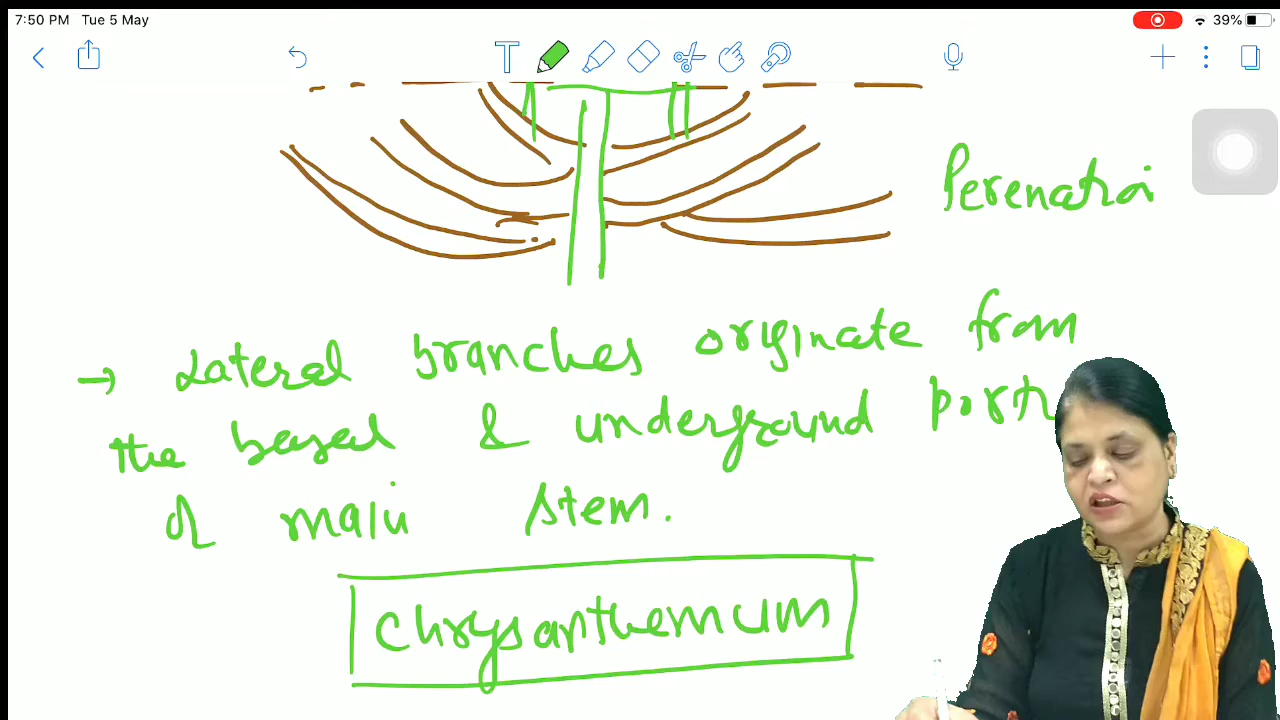 7:50 PM Tue 5 May
39%
Perenation
→ Lateral branches originate from
the basal & underground
of main stem.
Chrysanthemum